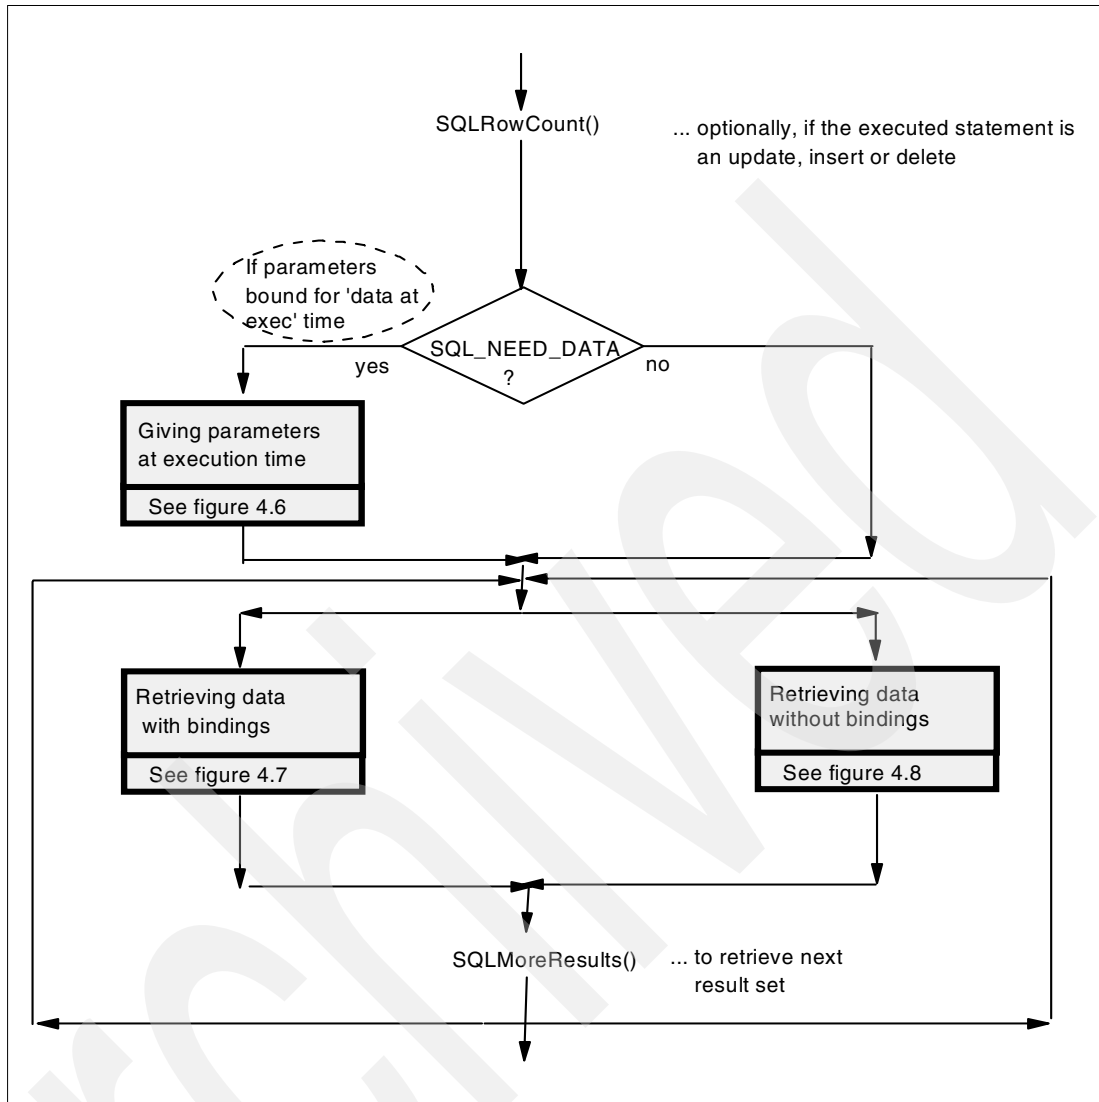 SQLRowCount()
... optionally, if the executed statement is
an update, insert or delete
If parameters
bound for 'data at
exec' time
SQL_NEED_DATA
?
yes
no
Giving parameters
at execution time
See figure 4.6
Retrieving data
with bindings
See figure 4.7
Retrieving data
without bindings
See figure 4.8
SQLMoreResults()
... to retrieve next
result set
rchived